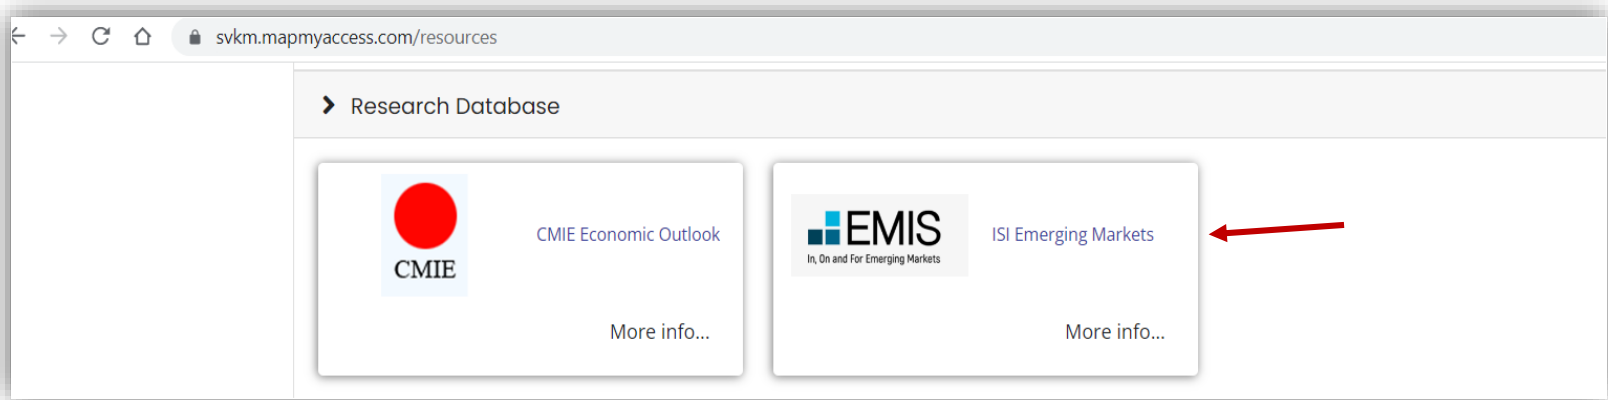 svkm.mapmyaccess.com/resources
Research Database
CMIE
CMIE Economic Outlook
More info...
EMIS
In, On and For Emerging Markets
ISI Emerging Markets
More info...